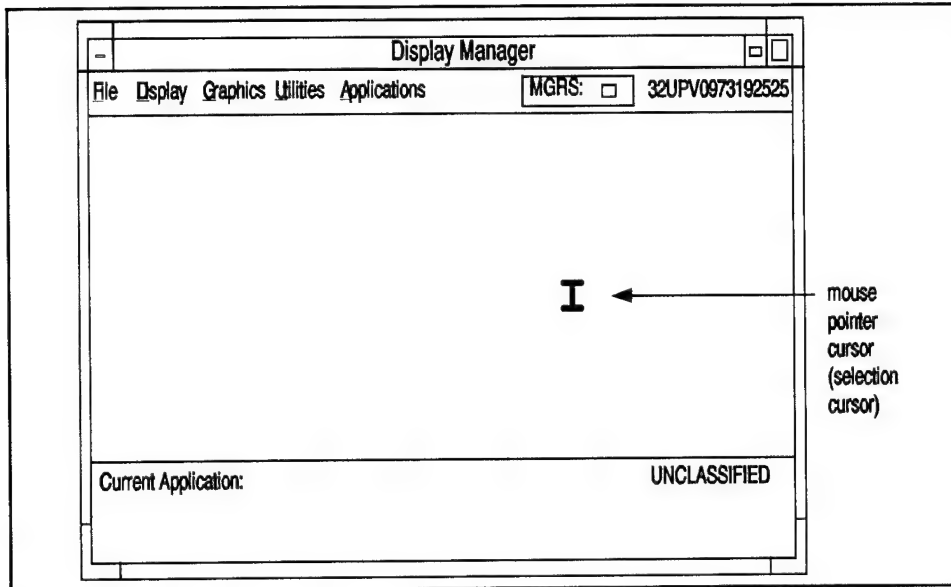 Display Manager
File Display Graphics Utilities Applications MGRS: 32UPV0973192525
mouse
pointer
cursor
(selection
cursor)
Current Application: UNCLASSIFIED